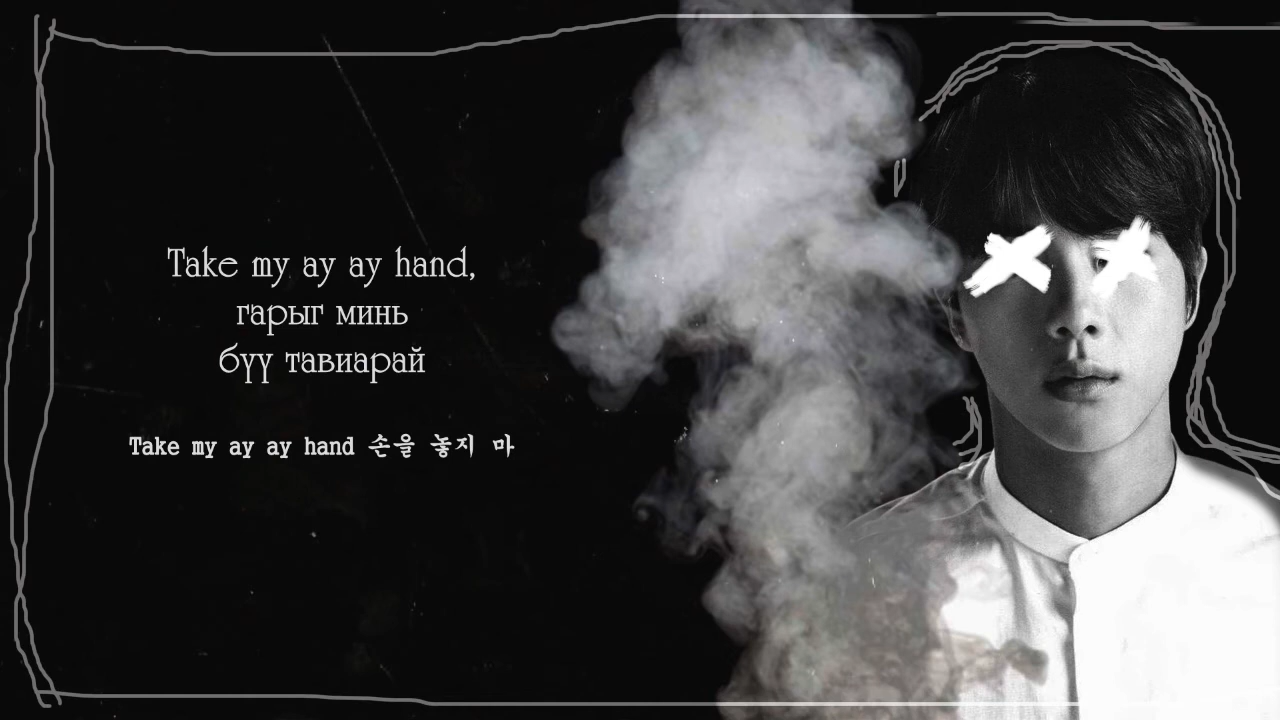 Take my ay ay hand,
гарыг минь
бүү тавиарай
Take my ay ay hand 손을 놓지 마